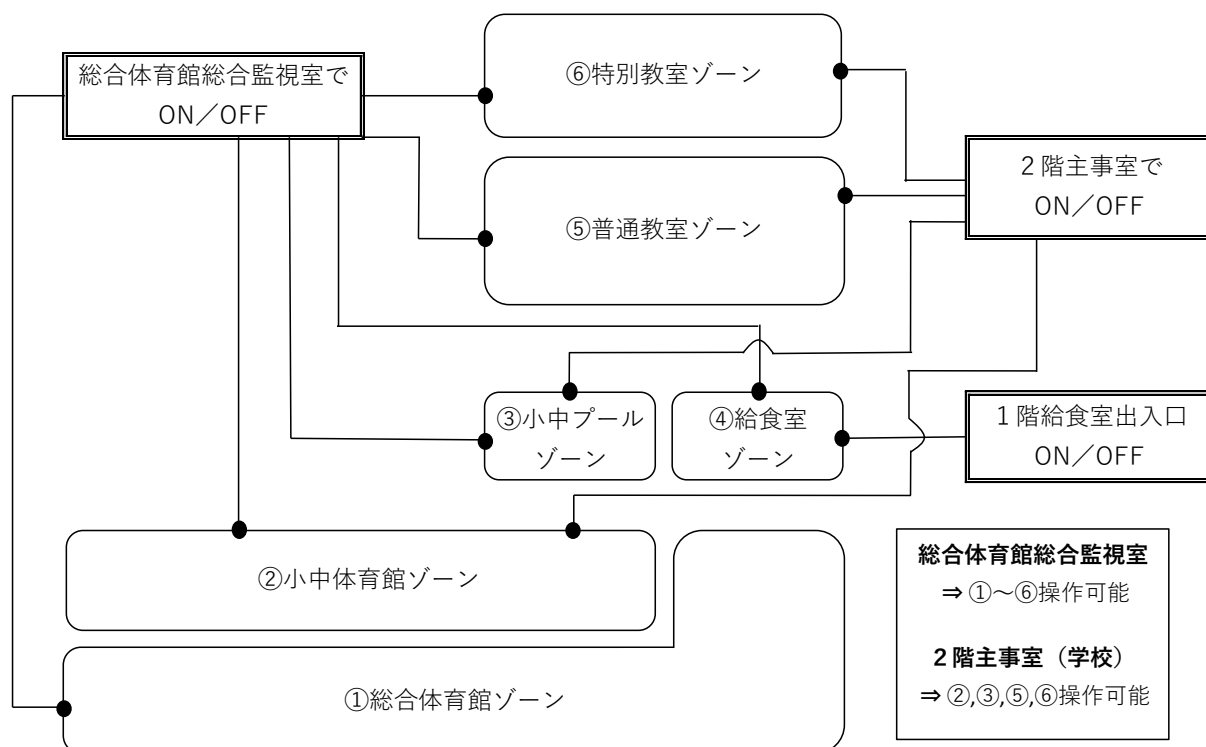 総合体育館総合監視室で
ON／OFF
⑥特別教室ゾーン
2階主事室で
ON／OFF
⑤普通教室ゾーン
③小中プール
ゾーン
④給食室
ゾーン
1階給食室出入口
ON／OFF
②小中体育館ゾーン
①総合体育館ゾーン
総合体育館総合監視室
⇒ ①～⑥操作可能
2階主事室（学校）
⇒ ②,③,⑤,⑥操作可能